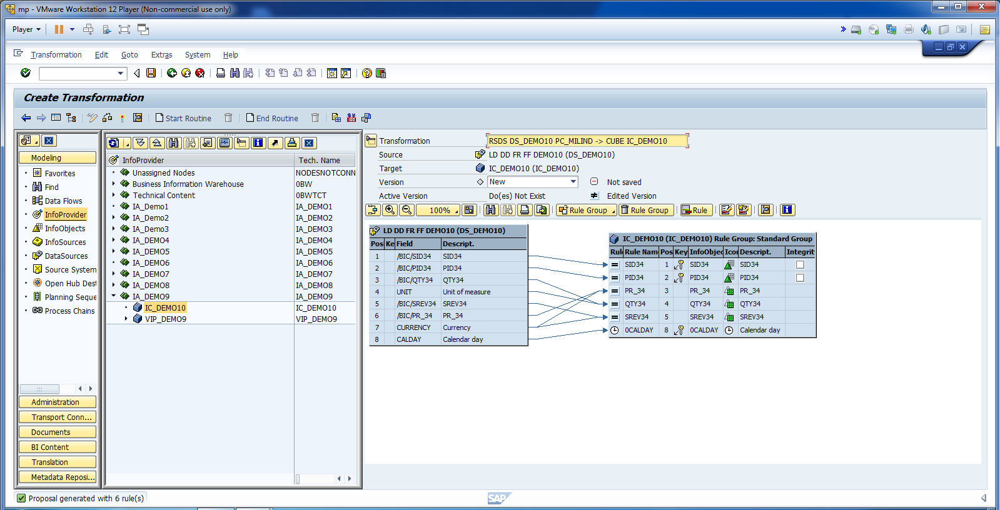 mp - VMware Workstation 12 Player (Non-commercial use only)
Player
Transformation Edit Goto Extras System Help
Create Transformation
Start Routine End Routine
Modeling
Favorites
Find
Data Flows
InfoProvider
InfoObjects
InfoSources
DataSources
Source System
Open Hub Dest
Planning Seque
Process Chains
Administration
Transport Conn...
Documents
BI Content
Translation
Metadata Reposi...
InfoProvider Tech. Name
Unassigned Nodes NODESNOTCONN
Business Information Warehouse 0BW
Technical Content 0BWTCT
IA_Demo1 IA_DEMO1
IA_Demo2 IA_DEMO2
IA_Demo3 IA_DEMO3
IA_DEMO4 IA_DEMO4
IA_DEMO5 IA_DEMO5
IA_DEMO6 IA_DEMO6
IA_DEMO7 IA_DEMO7
IA_DEMO8 IA_DEMO8
IA_DEMO9 IA_DEMO9
IC_DEMO10 IC_DEMO10
VIP_DEMO9 VIP_DEMO9
Transformation RSDS DS_DEMO10 PC_MILIND -> CUBE IC_DEMO10
Source LD DD FR FF DEMO10 (DS_DEMO10)
Target IC_DEMO10 (IC_DEMO10)
Version New Not saved
Active Version Do(es) Not Exist Edited Version
100% Rule Group Rule Group Rule
LD DD FR FF DEMO10 (DS_DEMO10)
Pos Ke Field Descript.
1 /BIC/SID34 SID34
2 /BIC/PID34 PID34
3 /BIC/QTY34 QTY34
4 UNIT Unit of measure
5 /BIC/SREV34 SREV34
6 /BIC/PR_34 PR_34
7 CURRENCY Currency
8 CALDAY Calendar day
IC_DEMO10 (IC_DEMO10) Rule Group: Standard Group
Rule Rule Nam Pos Key InfoObjec Icon Descript. Integrit
SID34 1 SID34 SID34
PID34 2 PID34 PID34
PR_34 3 PR_34 PR_34
QTY34 4 QTY34 QTY34
SREV34 5 SREV34 SREV34
0CALDAY 8 0CALDAY Calendar day
Proposal generated with 6 rule(s)
SAP